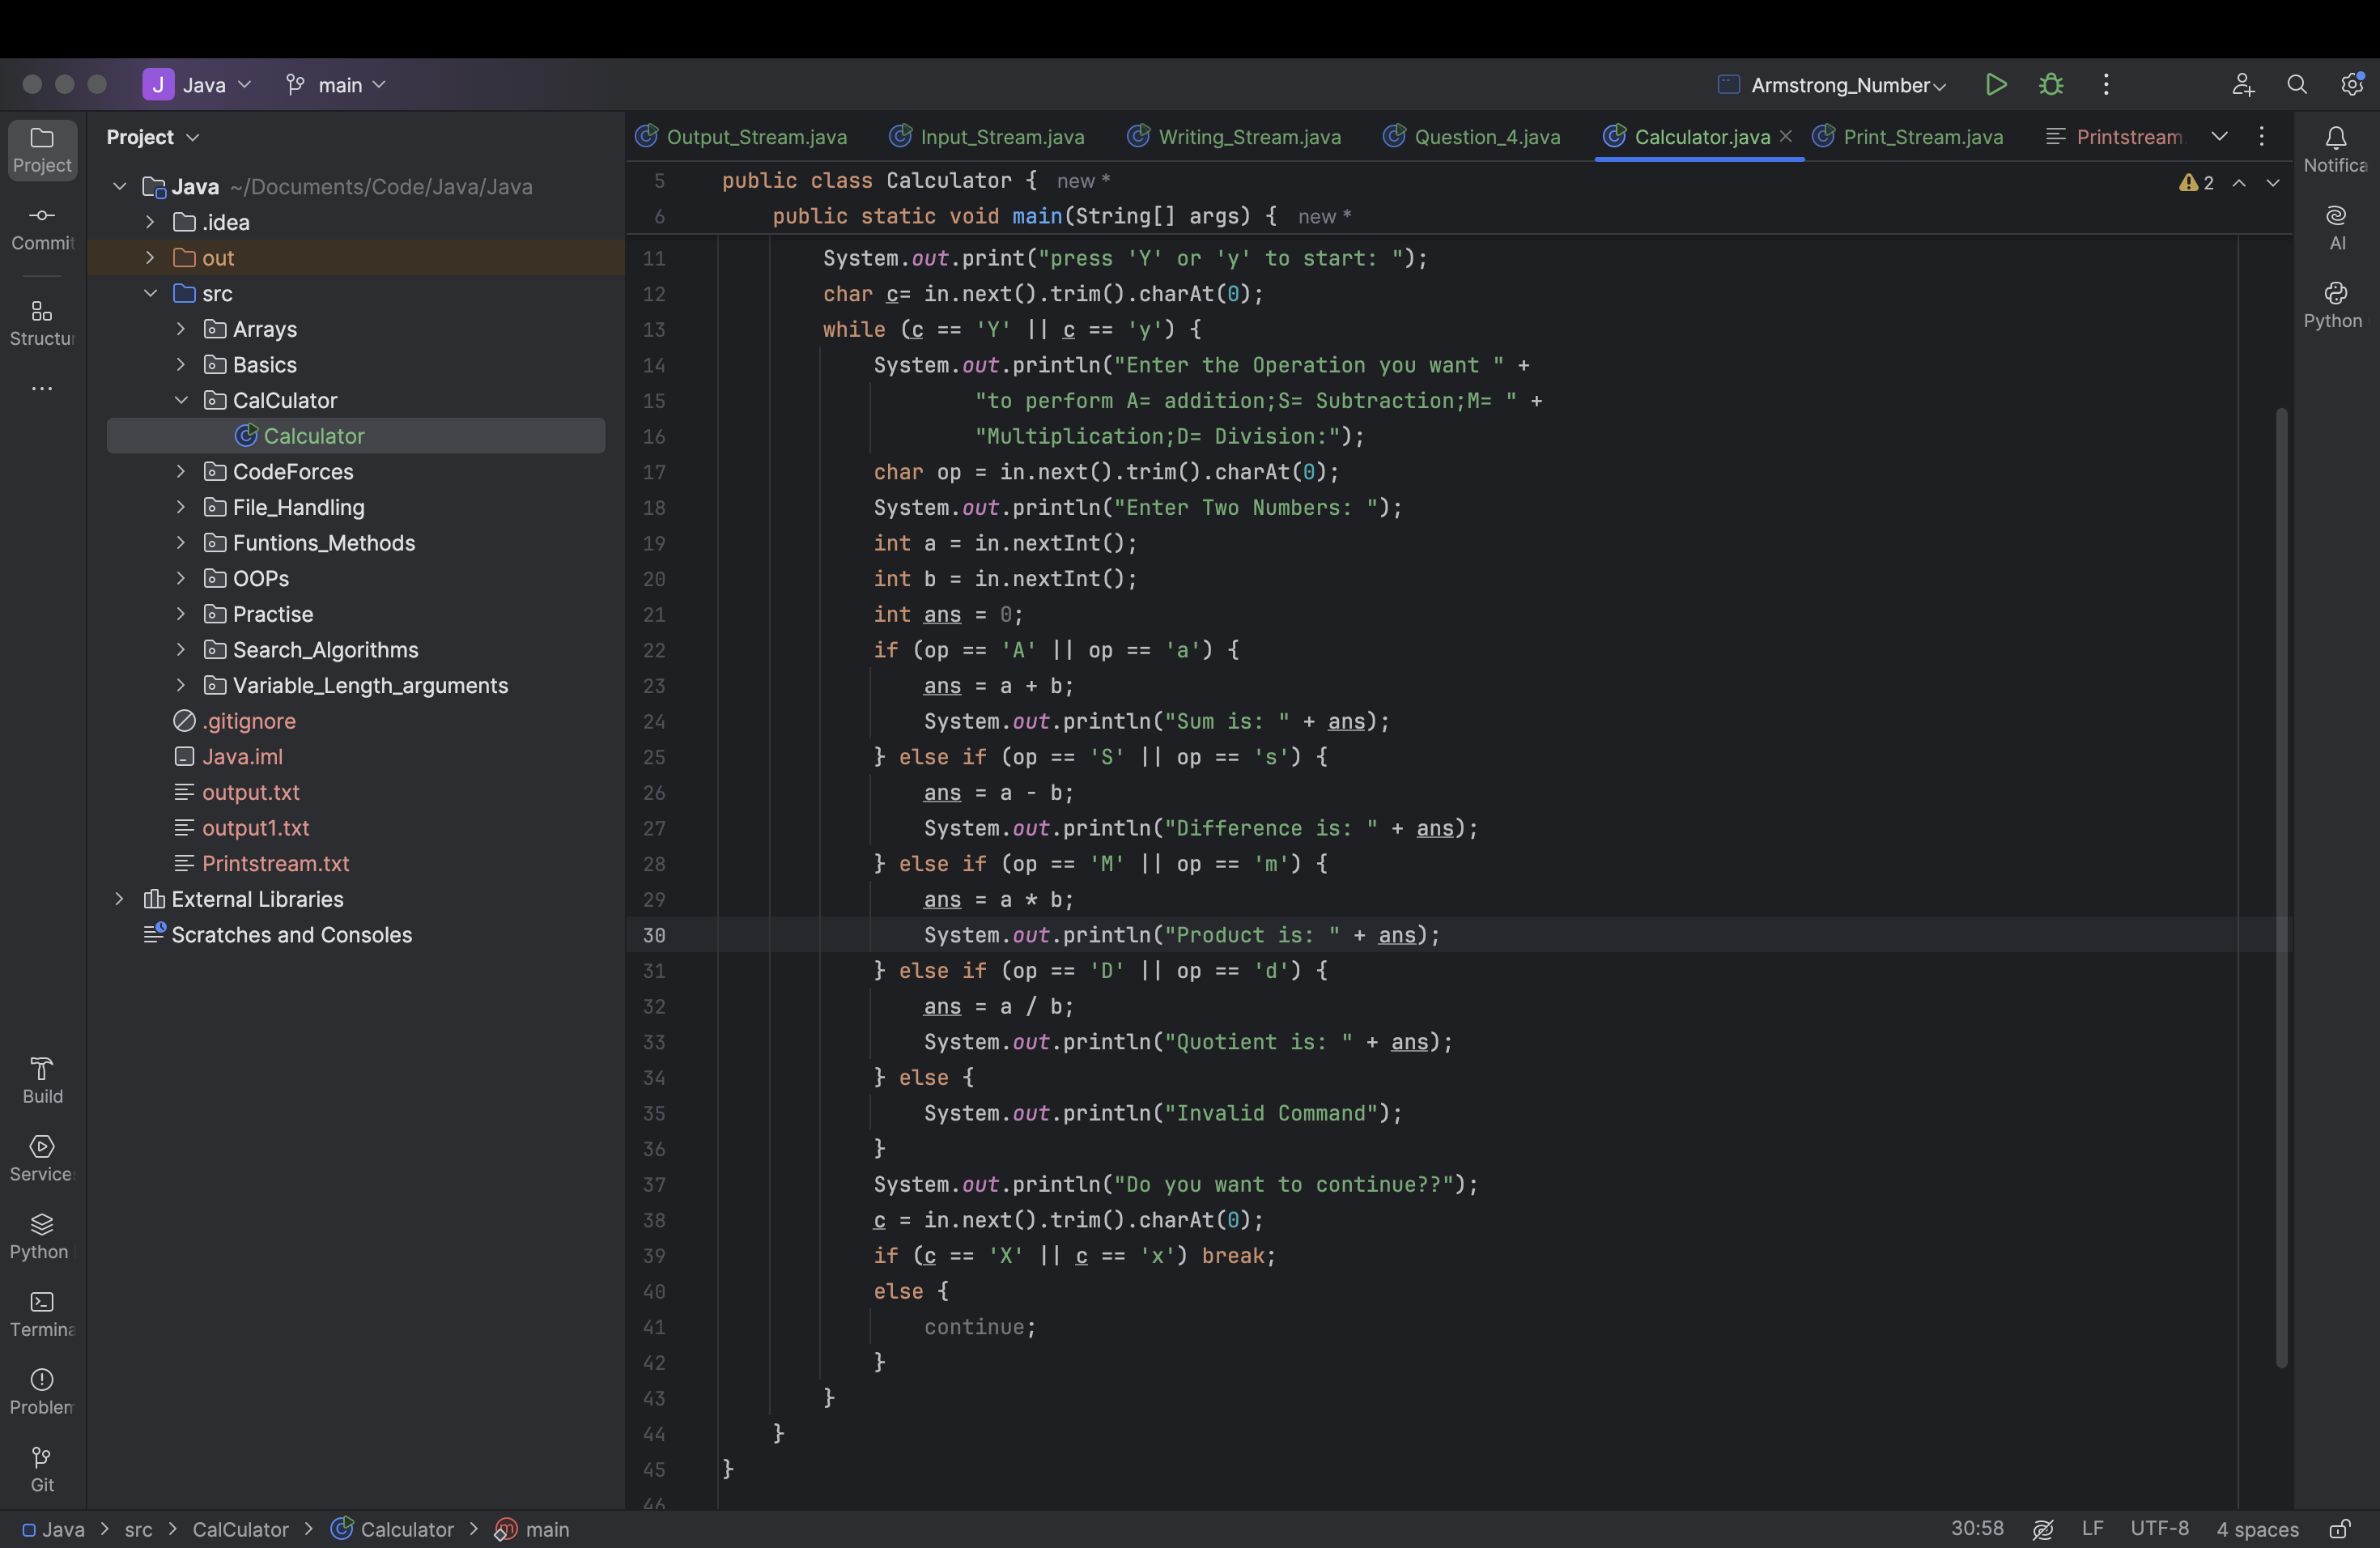 J Java main Armstrong_Number
Project
Commit
Structur
Project
Java ~/Documents/Code/Java/Java
.idea
out
src
Arrays
Basics
CalCulator
Calculator
CodeForces
File_Handling
Funtions_Methods
OOPs
Practise
Search_Algorithms
Variable_Length_arguments
.gitignore
Java.iml
output.txt
output1.txt
Printstream.txt
External Libraries
Scratches and Consoles
Build
Service
Python
Termina
Problem
Git
Output_Stream.java Input_Stream.java Writing_Stream.java Question_4.java Calculator.java Print_Stream.java Printstream
2
5 public class Calculator { new *
6 public static void main(String[] args) { new *
11 System.out.print("press 'Y' or 'y' to start: ");
12 char c= in.next().trim().charAt(0);
13 while (c == 'Y' || c == 'y') {
14 System.out.println("Enter the Operation you want " +
15 "to perform A= addition;S= Subtraction;M= " +
16 "Multiplication;D= Division:");
17 char op = in.next().trim().charAt(0);
18 System.out.println("Enter Two Numbers: ");
19 int a = in.nextInt();
20 int b = in.nextInt();
21 int ans = 0;
22 if (op == 'A' || op == 'a') {
23 ans = a + b;
24 System.out.println("Sum is: " + ans);
25 } else if (op == 'S' || op == 's') {
26 ans = a - b;
27 System.out.println("Difference is: " + ans);
28 } else if (op == 'M' || op == 'm') {
29 ans = a * b;
30 System.out.println("Product is: " + ans);
31 } else if (op == 'D' || op == 'd') {
32 ans = a / b;
33 System.out.println("Quotient is: " + ans);
34 } else {
35 System.out.println("Invalid Command");
36 }
37 System.out.println("Do you want to continue??");
38 c = in.next().trim().charAt(0);
39 if (c == 'X' || c == 'x') break;
40 else {
41 continue;
42 }
43 }
44 }
45 }
46
Notifica
AI
Python
Java > src > CalCulator > Calculator > m main
30:58 LF UTF-8 4 spaces